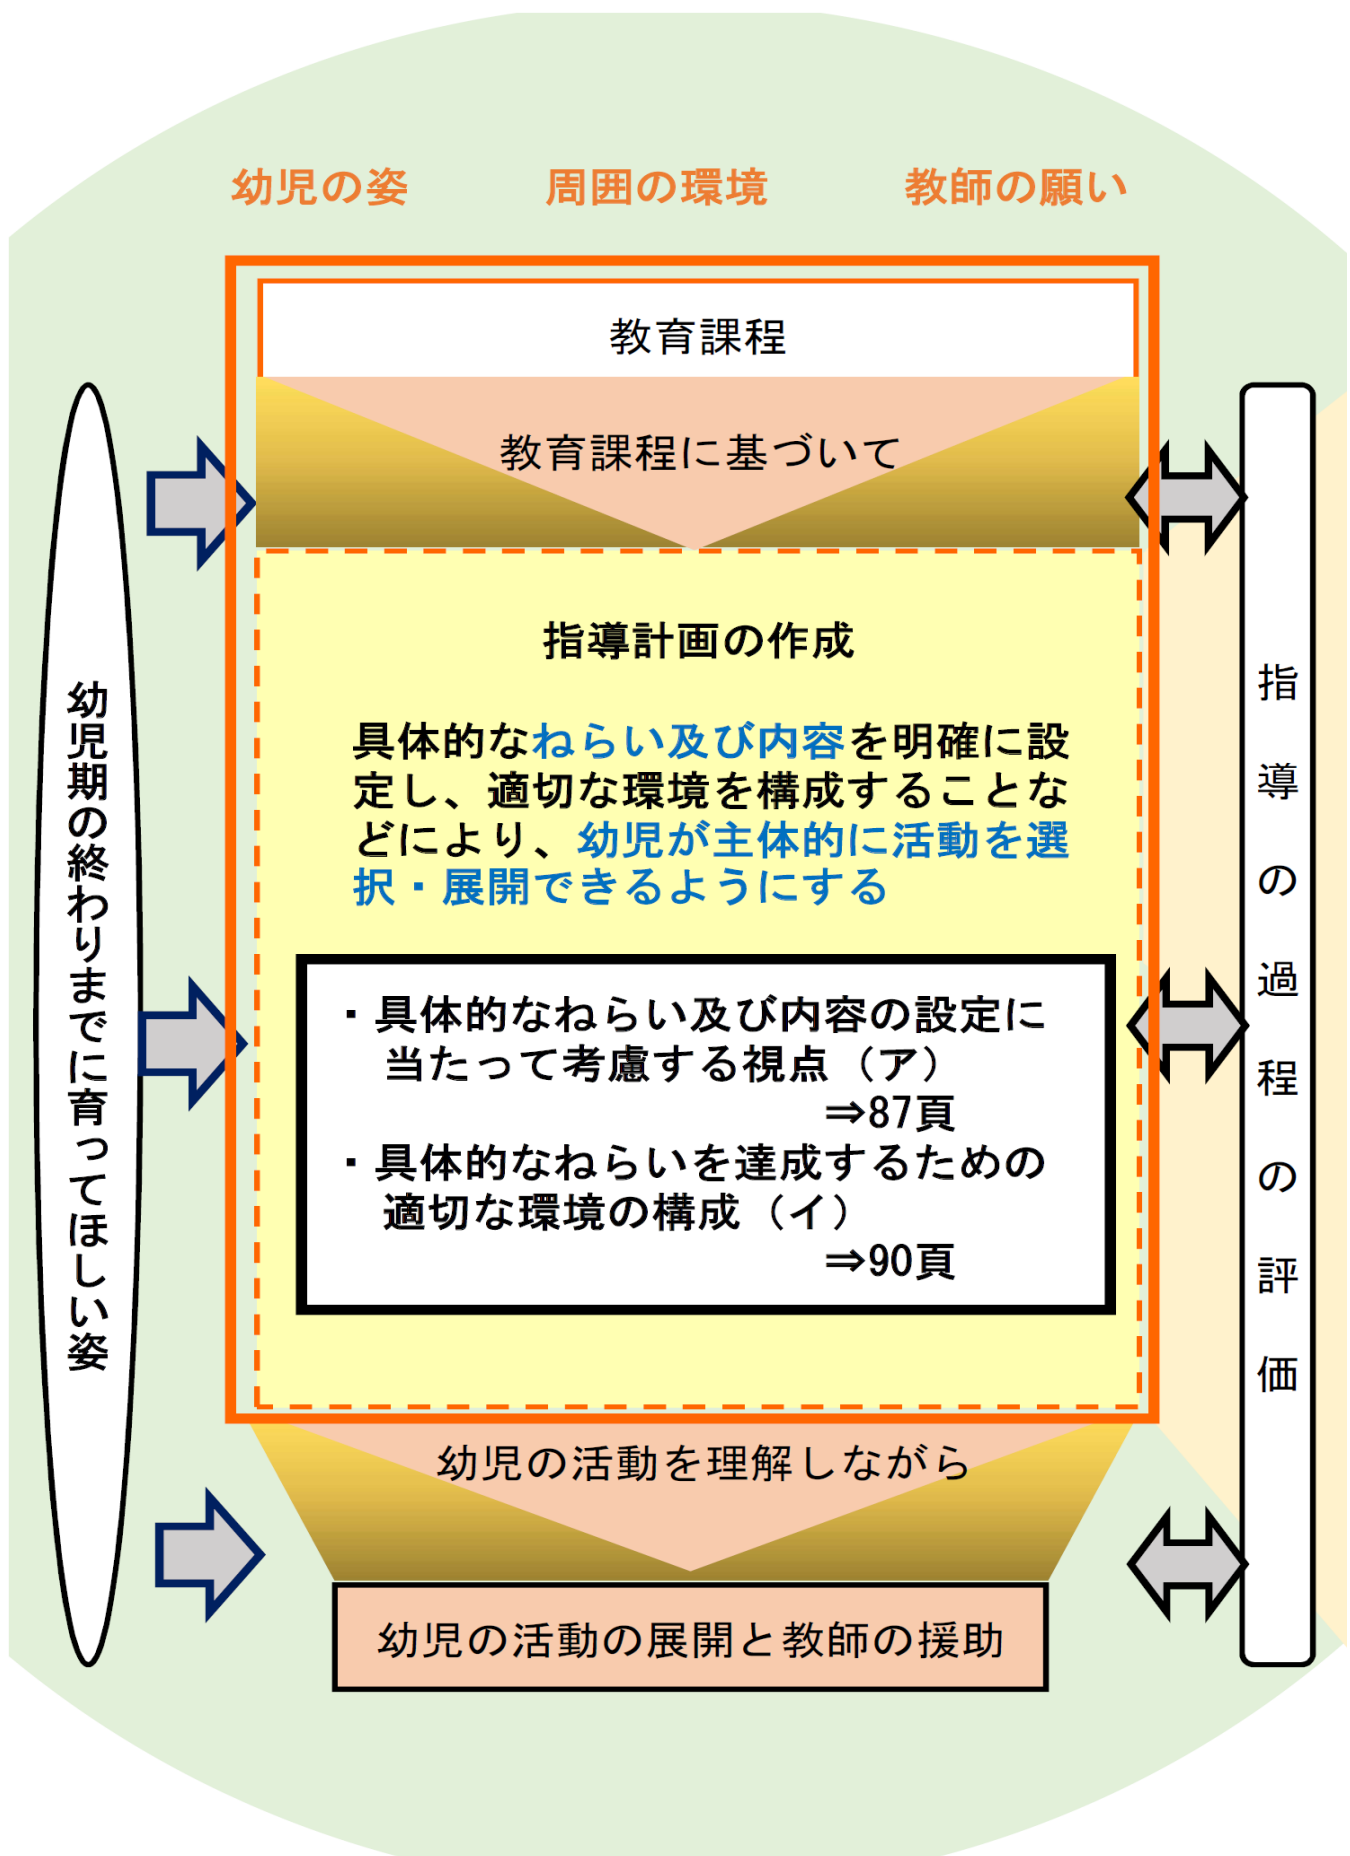 幼児の姿　周囲の環境　教師の願い
教育課程
教育課程に基づいて
指導計画の作成
具体的なねらい及び内容を明確に設
定し、適切な環境を構成することな
どにより、幼児が主体的に活動を選
択・展開できるようにする
・具体的なねらい及び内容の設定に
当たって考慮する視点（ア）
⇒87頁
・具体的なねらいを達成するための
適切な環境の構成（イ）
⇒90頁
幼児の活動を理解しながら
幼児の活動の展開と教師の援助
幼児期の終わりまでに育ってほしい姿
指導の過程の評価